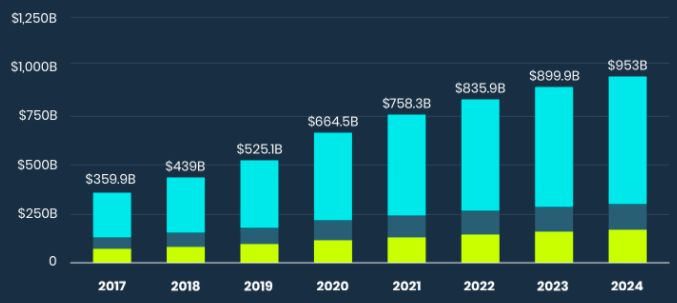 $1,250B
$1,000B
$750B
$500B
$250B
0
$359.9B
$439B
$525.1B
$664.5B
$758.3B
$835.9B
$899.9B
$953B
2017 2018 2019 2020 2021 2022 2023 2024